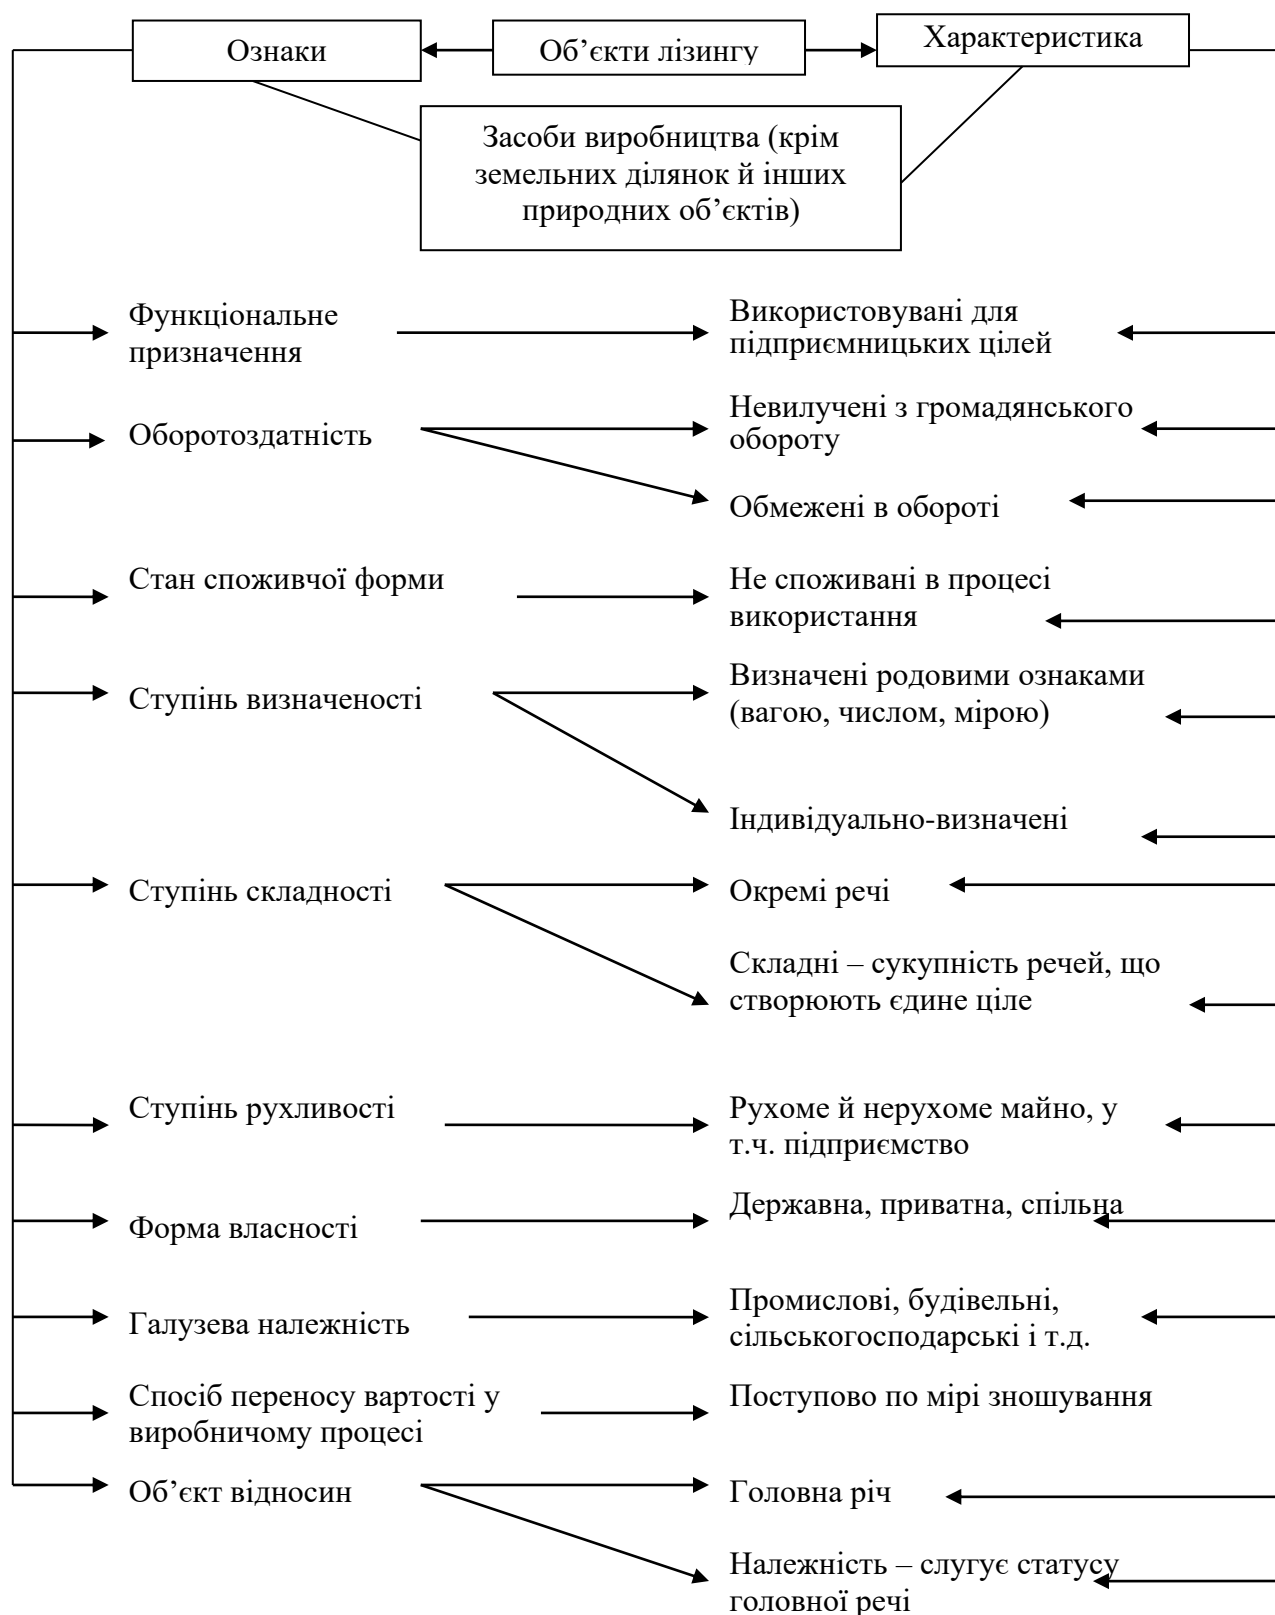 Ознаки
Об’єкти лізингу
Характеристика
Засоби виробництва (крім
земельних ділянок й інших
природних об’єктів)
Функціональне
призначення
Використовувані для
підприємницьких цілей
Оборотоздатність
Невилучені з громадянського
обороту
Обмежені в обороті
Стан споживчої форми
Не споживані в процесі
використання
Ступінь визначеності
Визначені родовими ознаками
(вагою, числом, мірою)
Індивідуально-визначені
Ступінь складності
Окремі речі
Складні – сукупність речей, що
створюють єдине ціле
Ступінь рухливості
Рухоме й нерухоме майно, у
т.ч. підприємство
Форма власності
Державна, приватна, спільна
Галузева належність
Промислові, будівельні,
сільськогосподарські і т.д.
Спосіб переносу вартості у
виробничому процесі
Поступово по мірі зношування
Об’єкт відносин
Головна річ
Належність – слугує статусу
головної речі